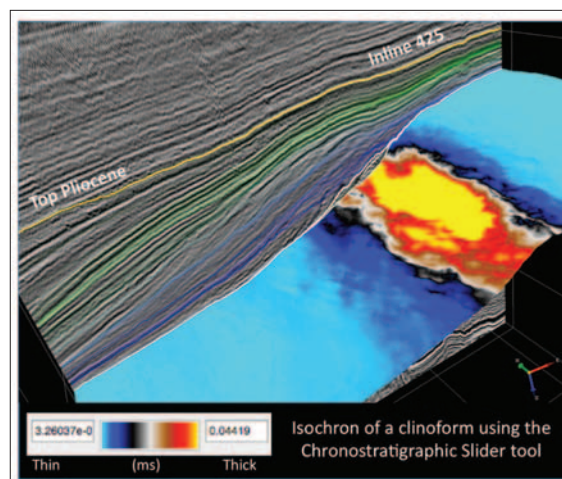 Inline 425
Top Pliocene
3.26037e-0
0.04419
Thin (ms) Thick
Isochron of a clinoform using the
Chronostratigraphic Slider tool